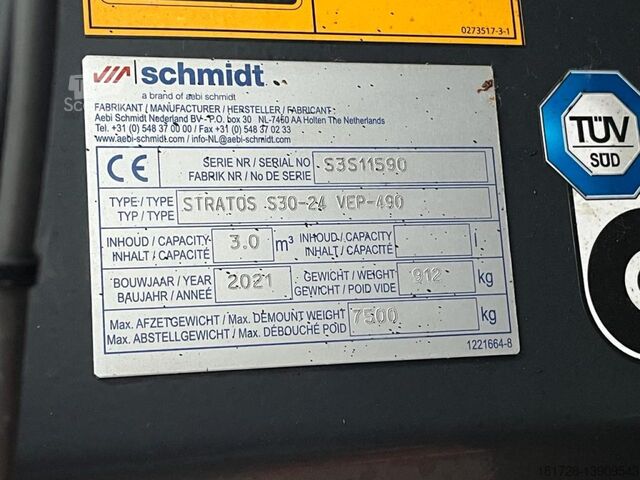 0273517-3-1
schmidt
a brand of aebi schmidt
FABRIKANT / MANUFACTURER / HERSTELLER / FABRICANT
Aebi Schmidt Nederland BV - P.O. box 30 NL-7460 AA Holten The Netherlands
Tel. +31 (0) 548 37 00 00 / Fax +31 (0) 548 37 02 33
www.aebi-schmidt.com / info-NL@aebi-schmidt.com
CE
SERIE NR / SERIAL NO
FABRIK NR / No DE SERIE
S3S11590
TYPE / TYPE
TYP / TYPE
STRATOS S30-24 VEP-490
INHOUD / CAPACITY
INHALT / CAPACITÉ
3.0 m³
INHOUD / CAPACITY
INHALT / CAPACITÉ
l
BOUWJAAR / YEAR
BAUJAHR / ANNEÉ
2021
GEWICHT / WEIGHT
GEWICHT / POID VIDE
912 kg
Max. AFZETGEWICHT / Max. DEMOUNT WEIGHT
Max. ABSTELLGEWICHT / Max. DÉBOUCHÉ POID
7500 kg
1221664-8
TÜV
SÜD
181728-13909543